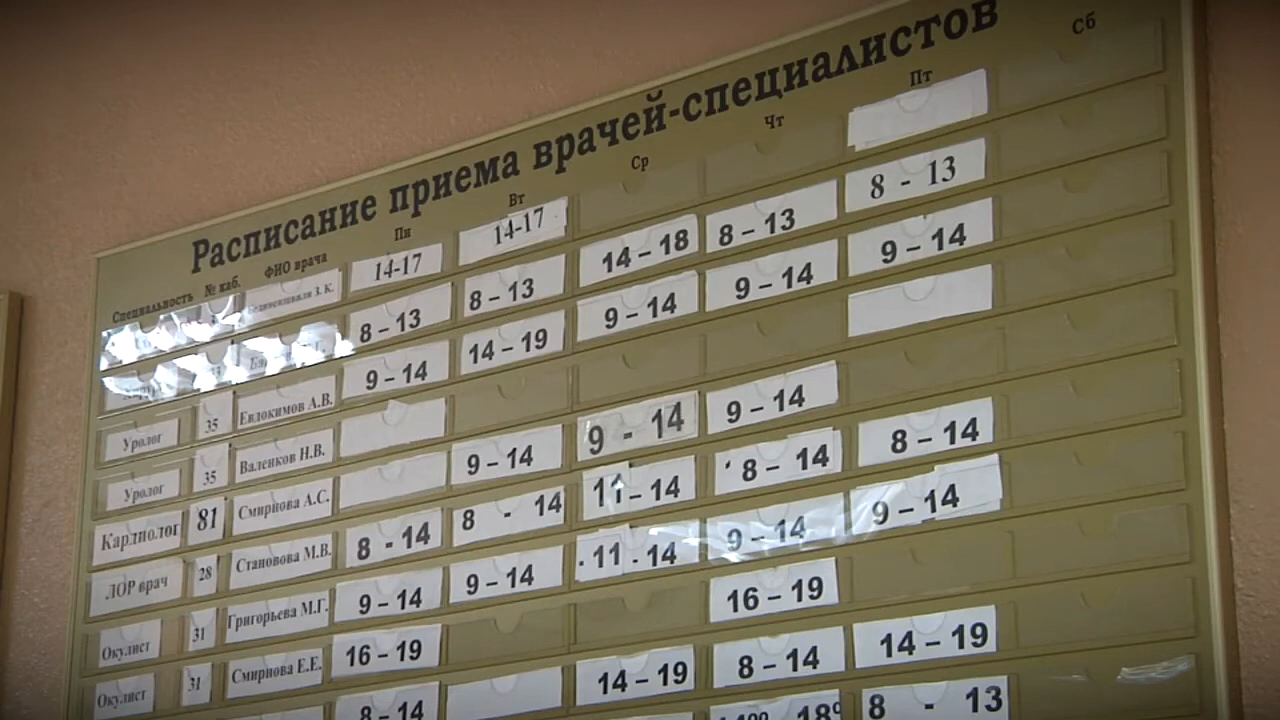 Расписание приема врачей-специалистов
Специальность № каб. ФИО врача Пн Вт Ср Чт Пт Сб
З. К. 14-17 14-17
8 – 13 8 – 13 14 – 18 8 – 13 8 - 13
Уролог 35 Евдокимов А.В. 9 – 14 14 – 19 9 – 14 9 – 14 9 – 14
Уролог 35 Валенков Н.В.
Кардиолог 81 Смирнова А.С. 9 – 14 9 - 14 9 – 14
ЛОР врач 28 Становова М.В. 8 - 14 8 - 14 11 – 14 8 – 14 8 – 14
Окулист 31 Григорьева М.Г. 9 – 14 9 – 14 11 - 14 9 – 14 9 – 14
Окулист 31 Смирнова Е.Е. 16 – 19 16 – 19
8 – 14 14 – 19 8 – 14 14 – 19
8 - 13